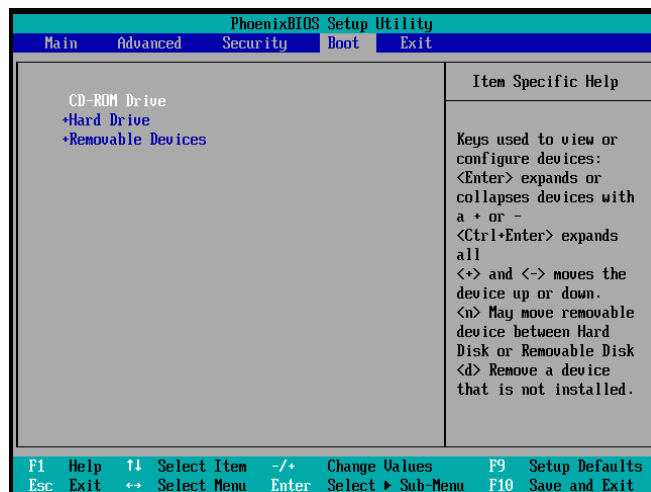 PhoenixBIOS Setup Utility
Main Advanced Security Boot Exit
Item Specific Help
CD-ROM Drive
+Hard Drive
+Removable Devices
Keys used to view or
configure devices:
<Enter> expands or
collapses devices with
a + or -
<Ctrl+Enter> expands
all
<+> and <-> moves the
device up or down.
<n> May move removable
device between Hard
Disk or Removable Disk
<d> Remove a device
that is not installed.
F1 Help ↑↓ Select Item -/+ Change Values F9 Setup Defaults
Esc Exit ↔ Select Menu Enter Select ▶ Sub-Menu F10 Save and Exit